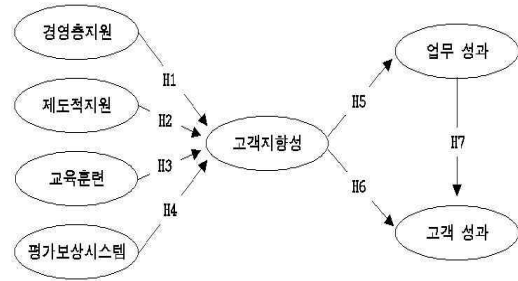 경영층지원
제도적지원
교육훈련
평가보상시스템
H1
H2
H3
H4
고객지향성
H5
H6
업무 성과
H7
고객 성과